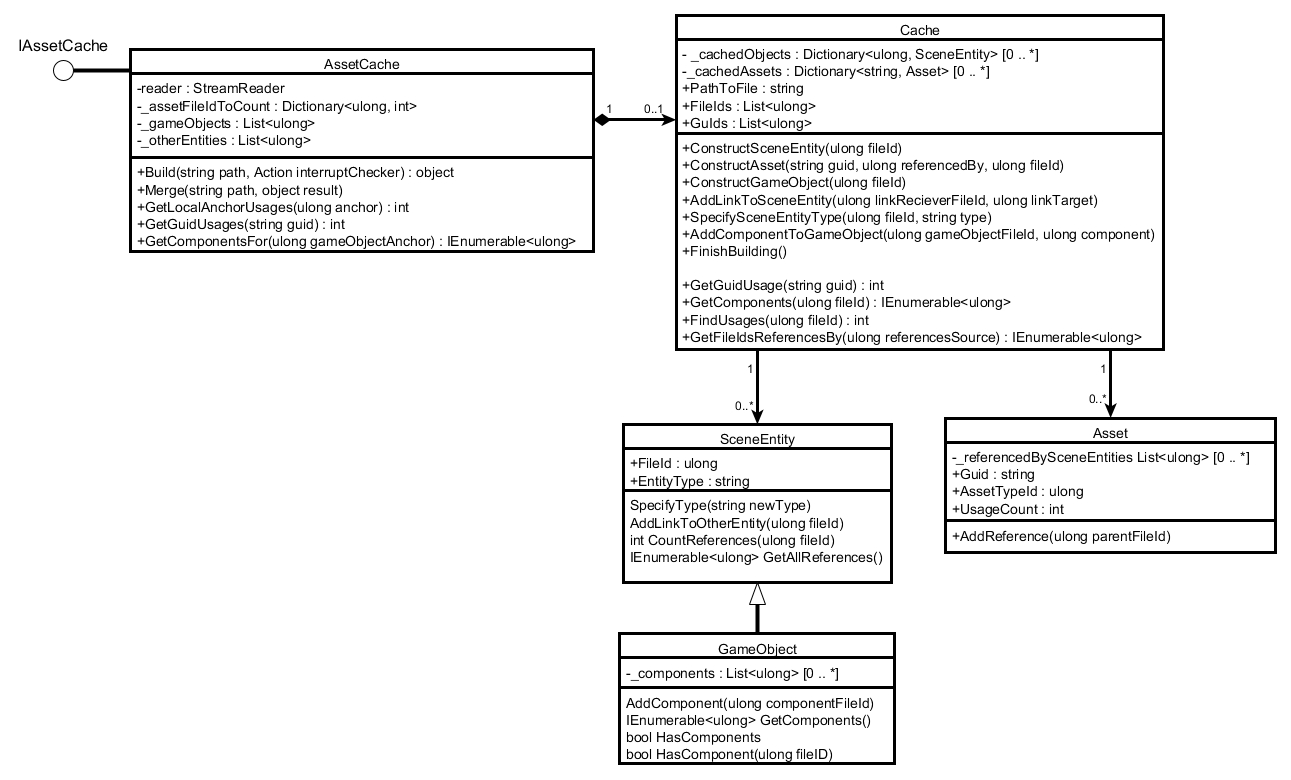 IAssetCache
AssetCache
-reader : StreamReader
-_assetFileIdToCount : Dictionary<ulong, int>
-_gameObjects : List<ulong>
-_otherEntities : List<ulong>
+Build(string path, Action interruptChecker) : object
+Merge(string path, object result)
+GetLocalAnchorUsages(ulong anchor) : int
+GetGuidUsages(string guid) : int
+GetComponentsFor(ulong gameObjectAnchor) : IEnumerable<ulong>
1
0..1
Cache
- _cachedObjects : Dictionary<ulong, SceneEntity> [0 .. *]
-_cachedAssets : Dictionary<string, Asset> [0 .. *]
+PathToFile : string
+FileIds : List<ulong>
+GuIds : List<ulong>
+ConstructSceneEntity(ulong fileId)
+ConstructAsset(string guid, ulong referencedBy, ulong fileId)
+ConstructGameObject(ulong fileId)
+AddLinkToSceneEntity(ulong linkRecieverFileId, ulong linkTarget)
+SpecifySceneEntityType(ulong fileId, string type)
+AddComponentToGameObject(ulong gameObjectFileId, ulong component)
+FinishBuilding()
+GetGuidUsage(string guid) : int
+GetComponents(ulong fileId) : IEnumerable<ulong>
+FindUsages(ulong fileId) : int
+GetFileIdsReferencesBy(ulong referencesSource) : IEnumerable<ulong>
1
0..*
1
0..*
SceneEntity
+FileId : ulong
+EntityType : string
SpecifyType(string newType)
AddLinkToOtherEntity(ulong fileId)
int CountReferences(ulong fileId)
IEnumerable<ulong> GetAllReferences()
Asset
-_referencedBySceneEntities List<ulong> [0 .. *]
+Guid : string
+AssetTypeId : ulong
+UsageCount : int
+AddReference(ulong parentFileId)
GameObject
-_components : List<ulong> [0 .. *]
AddComponent(ulong componentFileId)
IEnumerable<ulong> GetComponents()
bool HasComponents
bool HasComponent(ulong fileID)